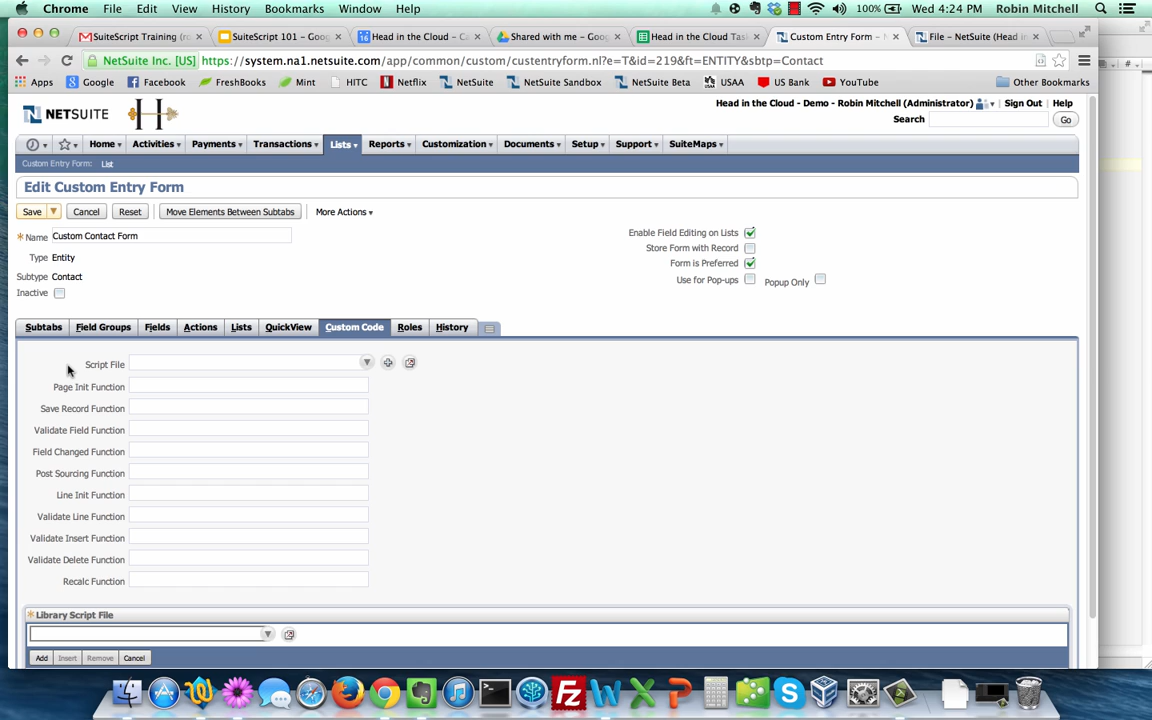 Chrome File Edit View History Bookmarks Window Help 100% Wed 4:24 PM Robin Mitchell
SuiteScript Training (ro SuiteScript 101 - Goog Head in the Cloud - Ca Shared with me - Goo Head in the Cloud Task Custom Entry Form - N File - NetSuite (Head in
NetSuite Inc. [US] https://system.na1.netsuite.com/app/common/custom/custentryform.nl?e=T&id=219&ft=ENTITY&sbtp=Contact
Apps Google Facebook FreshBooks Mint HITC Netflix NetSuite NetSuite Sandbox NetSuite Beta USAA US Bank YouTube Other Bookmarks
NETSUITE H Head in the Cloud - Demo - Robin Mitchell (Administrator) Sign Out Help
Search Go
Home Activities Payments Transactions Lists Reports Customization Documents Setup Support SuiteMaps
Custom Entry Form: List
Edit Custom Entry Form
Save Cancel Reset Move Elements Between Subtabs More Actions
* Name Custom Contact Form Enable Field Editing on Lists
Store Form with Record
Type Entity Form is Preferred
Subtype Contact Use for Pop-ups Popup Only
Inactive
Subtabs Field Groups Fields Actions Lists QuickView Custom Code Roles History
Script File
Page Init Function
Save Record Function
Validate Field Function
Field Changed Function
Post Sourcing Function
Line Init Function
Validate Line Function
Validate Insert Function
Validate Delete Function
Recalc Function
* Library Script File
Add Insert Remove Cancel